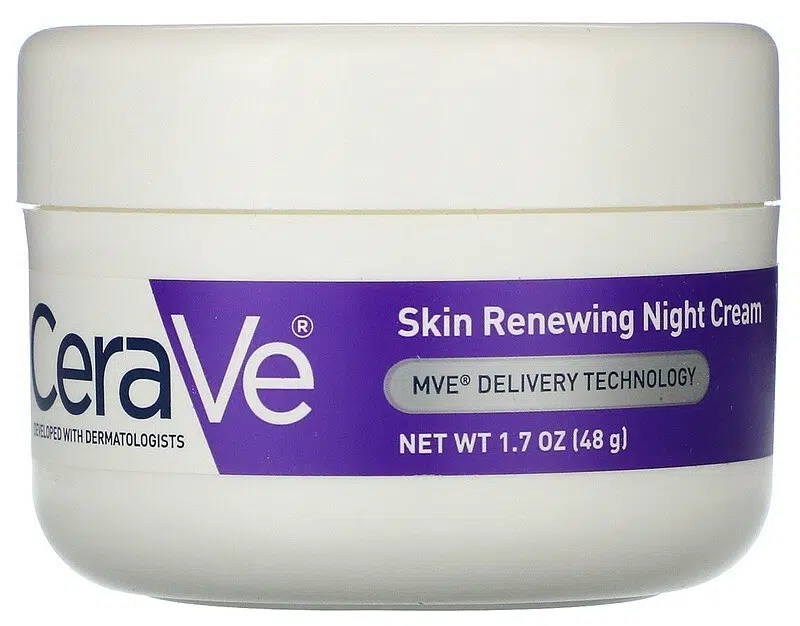 CeraVe®
DEVELOPED WITH DERMATOLOGISTS
Skin Renewing Night Cream
MVE® DELIVERY TECHNOLOGY
NET WT 1.7 OZ (48 g)